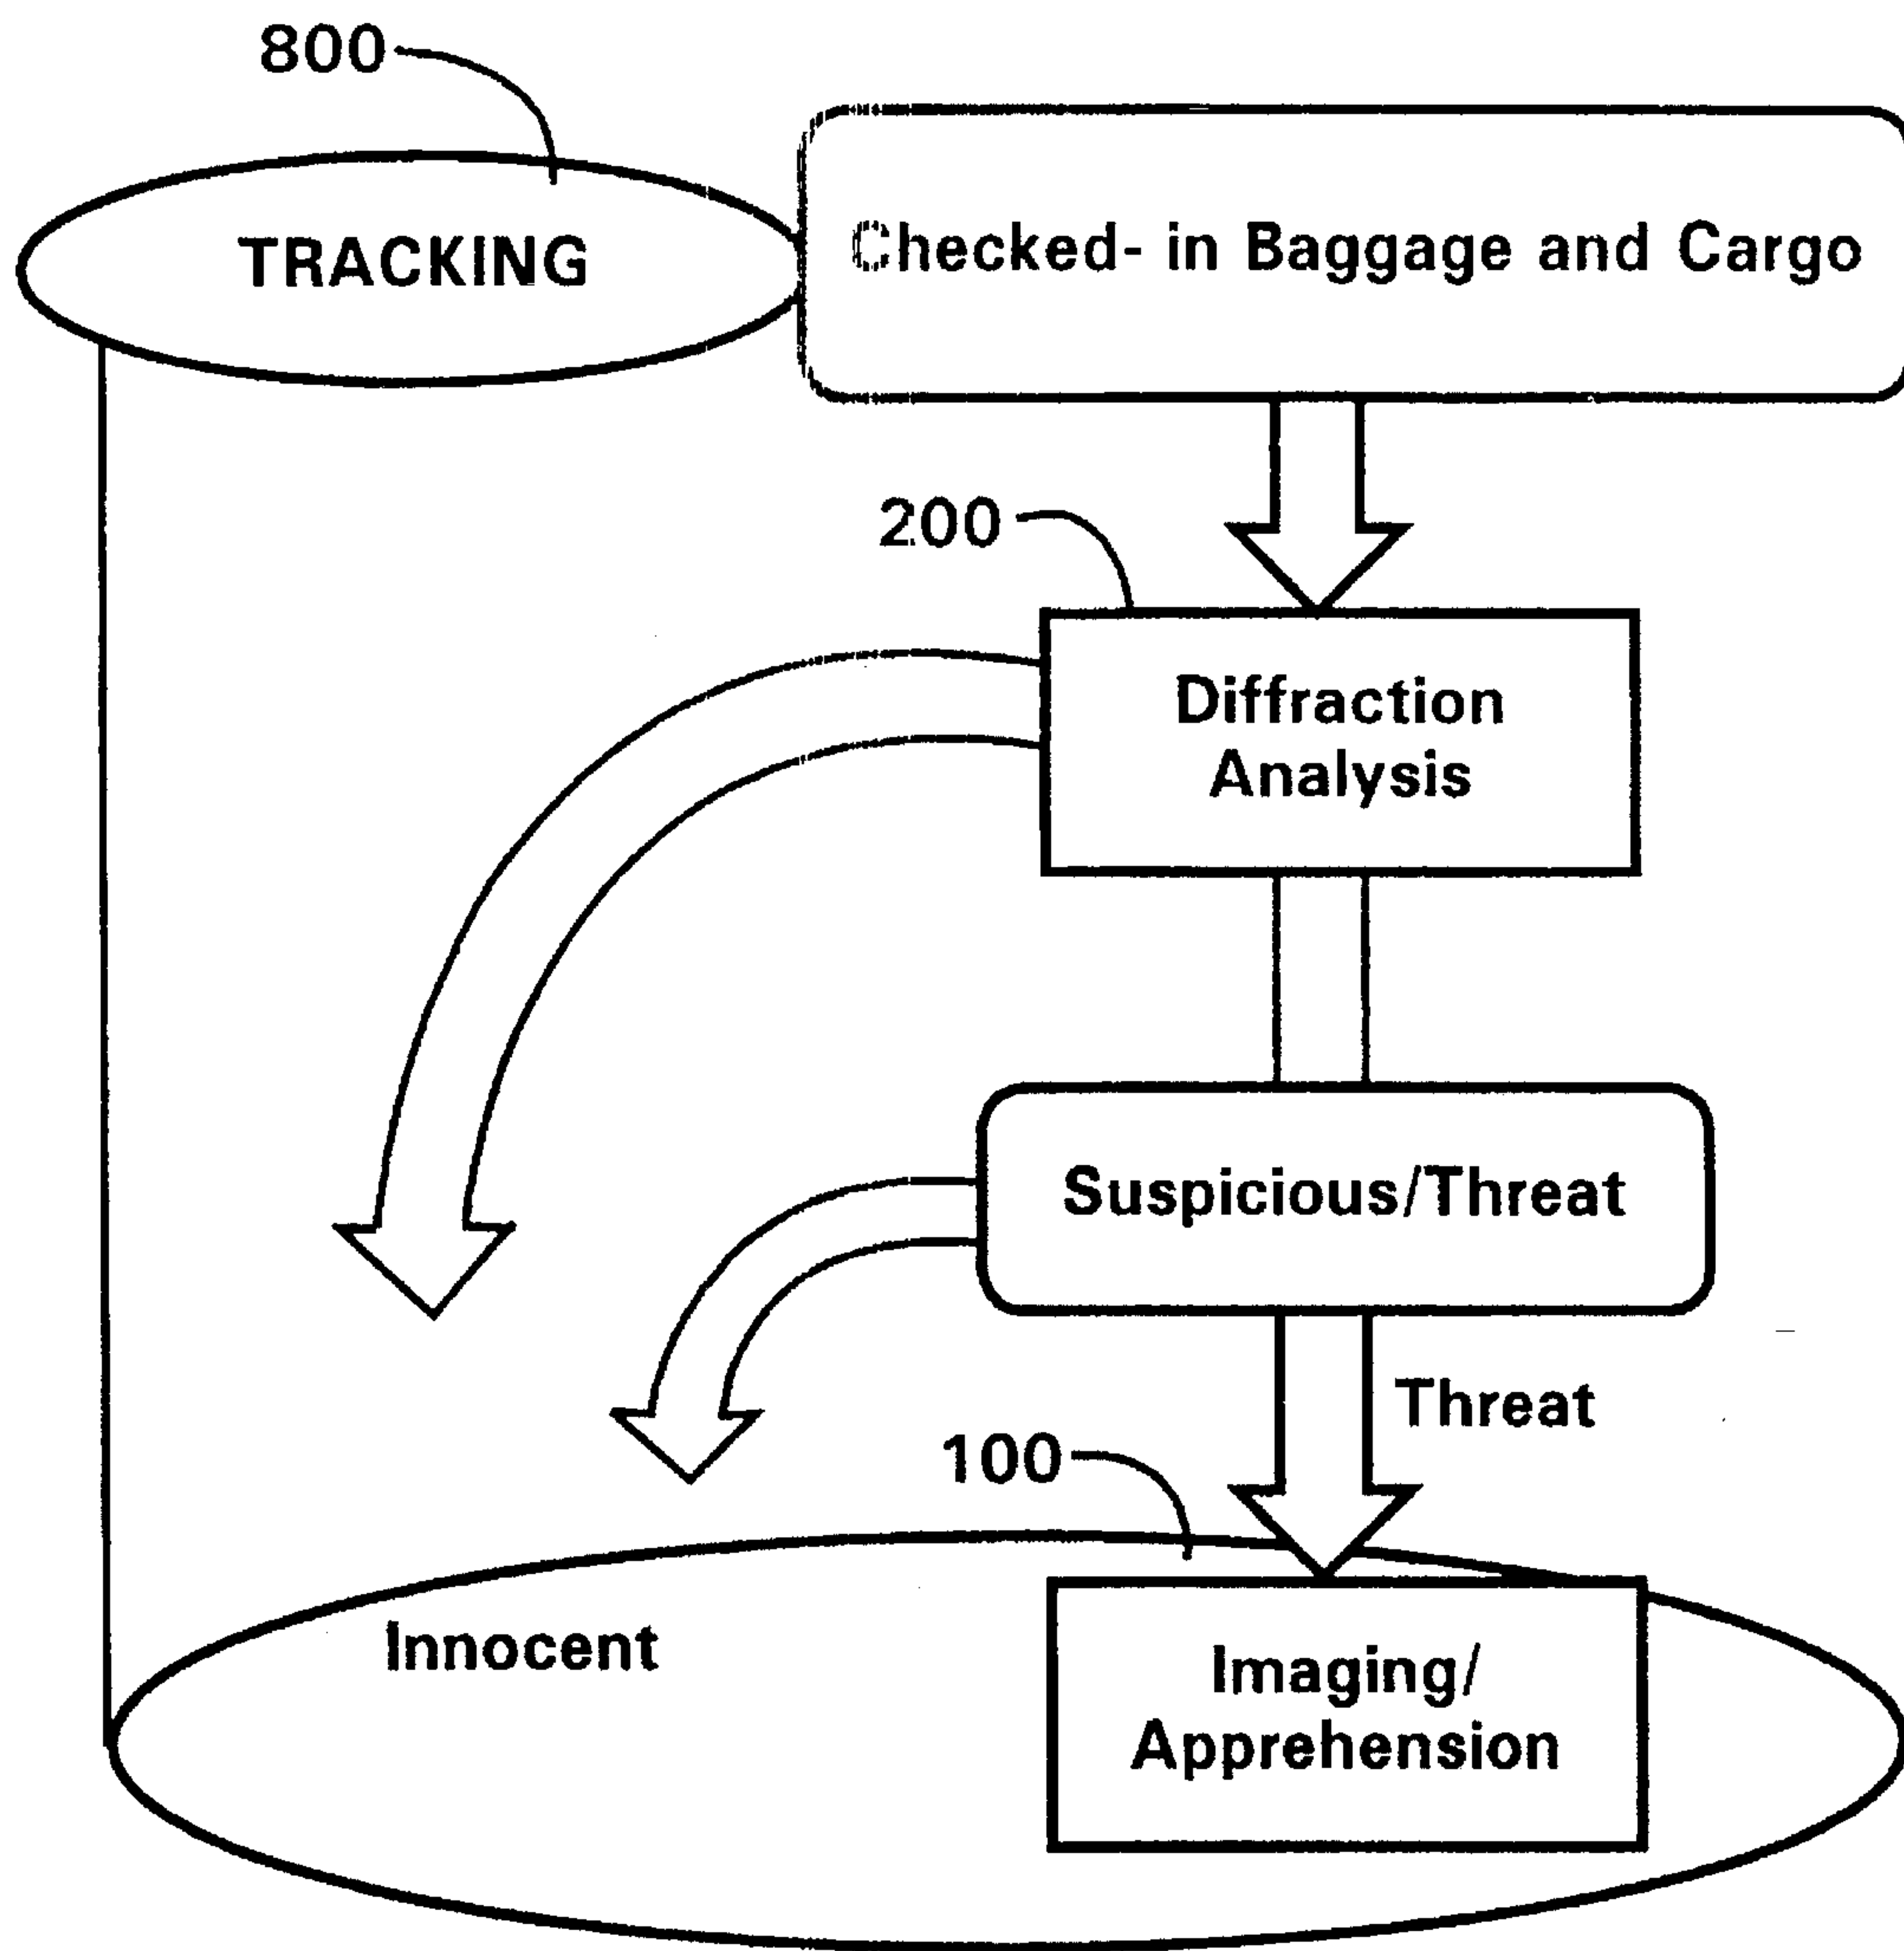 800
TRACKING
Checked- in Baggage and Cargo
200
Diffraction
Analysis
Suspicious/Threat
Threat
100
Innocent
Imaging/
Apprehension